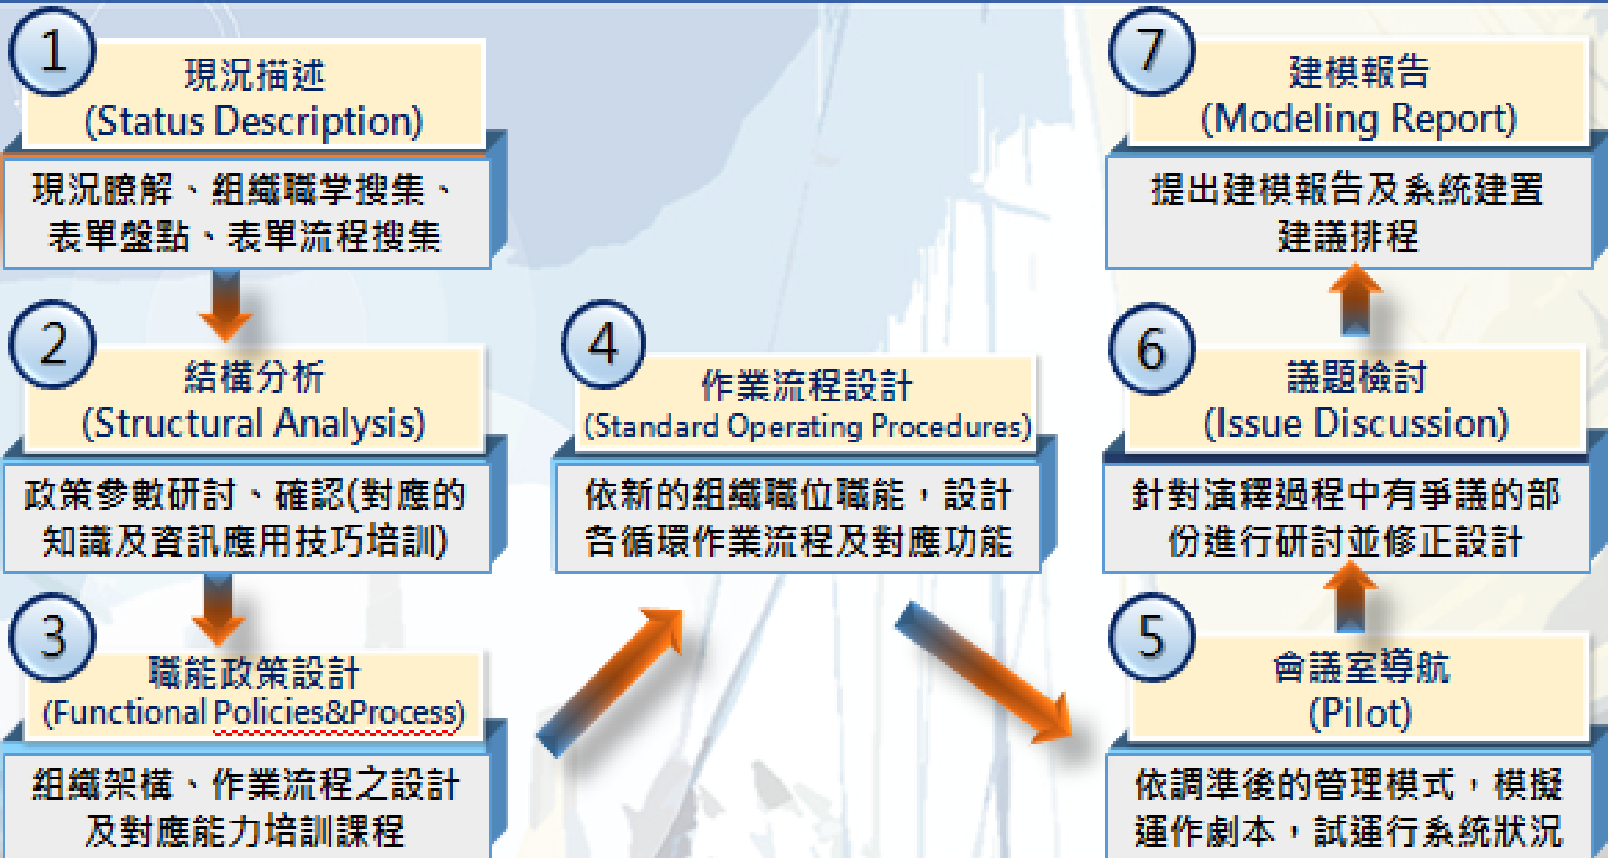 1
現況描述
(Status Description)
現況瞭解、組織職掌搜集、
表單盤點、表單流程搜集
2
結構分析
(Structural Analysis)
政策參數研討、確認(對應的
知識及資訊應用技巧培訓)
3
職能政策設計
(Functional Policies&Process)
組織架構、作業流程之設計
及對應能力培訓課程
4
作業流程設計
(Standard Operating Procedures)
依新的組織職位職能，設計
各循環作業流程及對應功能
5
會議室導航
(Pilot)
依調準後的管理模式，模擬
運作劇本，試運行系統狀況
6
議題檢討
(Issue Discussion)
針對演釋過程中有爭議的部
份進行研討並修正設計
7
建模報告
(Modeling Report)
提出建模報告及系統建置
建議排程